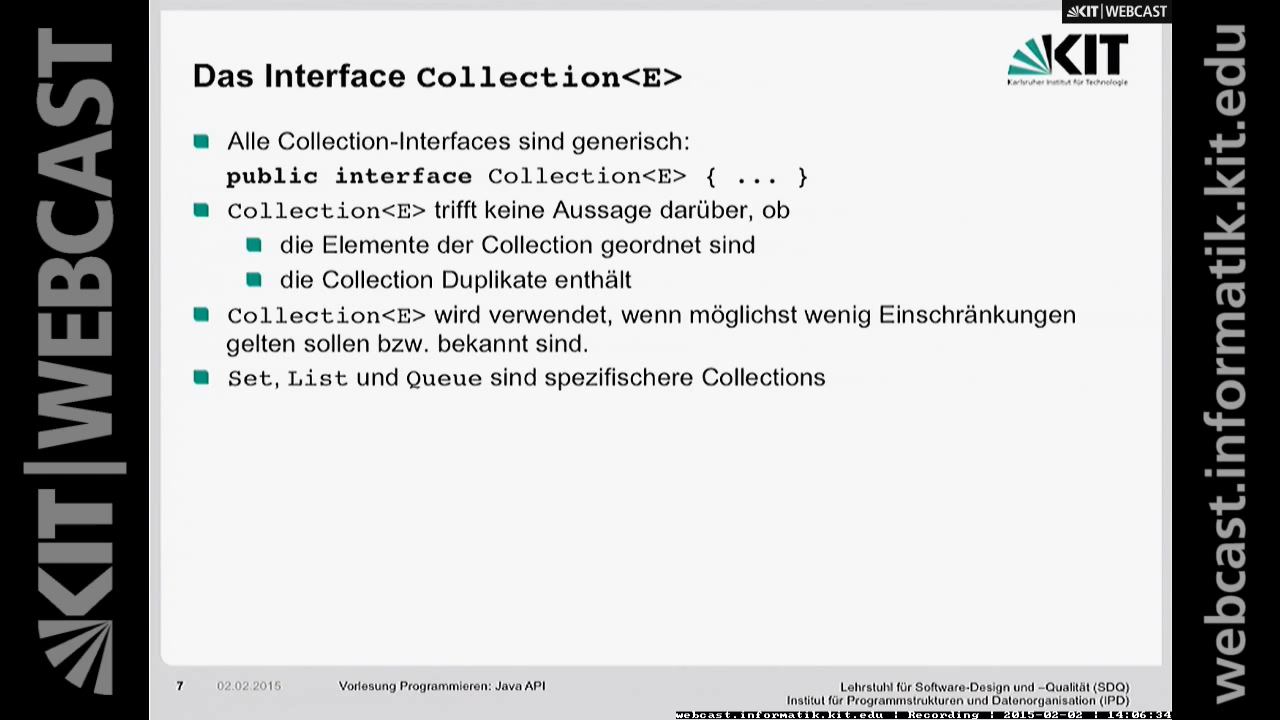 KIT|WEBCAST
KIT|WEBCAST
webcast.informatik.kit.edu
KIT
Karlsruher Institut für Technologie
Das Interface Collection<E>
Alle Collection-Interfaces sind generisch:
public interface Collection<E> { ... }
Collection<E> trifft keine Aussage darüber, ob
die Elemente der Collection geordnet sind
die Collection Duplikate enthält
Collection<E> wird verwendet, wenn möglichst wenig Einschränkungen
gelten sollen bzw. bekannt sind.
Set, List und Queue sind spezifischere Collections
7 02.02.2015 Vorlesung Programmieren: Java API
Lehrstuhl für Software-Design und –Qualität (SDQ)
Institut für Programmstrukturen und Datenorganisation (IPD)
webcast.informatik.kit.edu | Recording | 2015-02-02 | 14:06:34